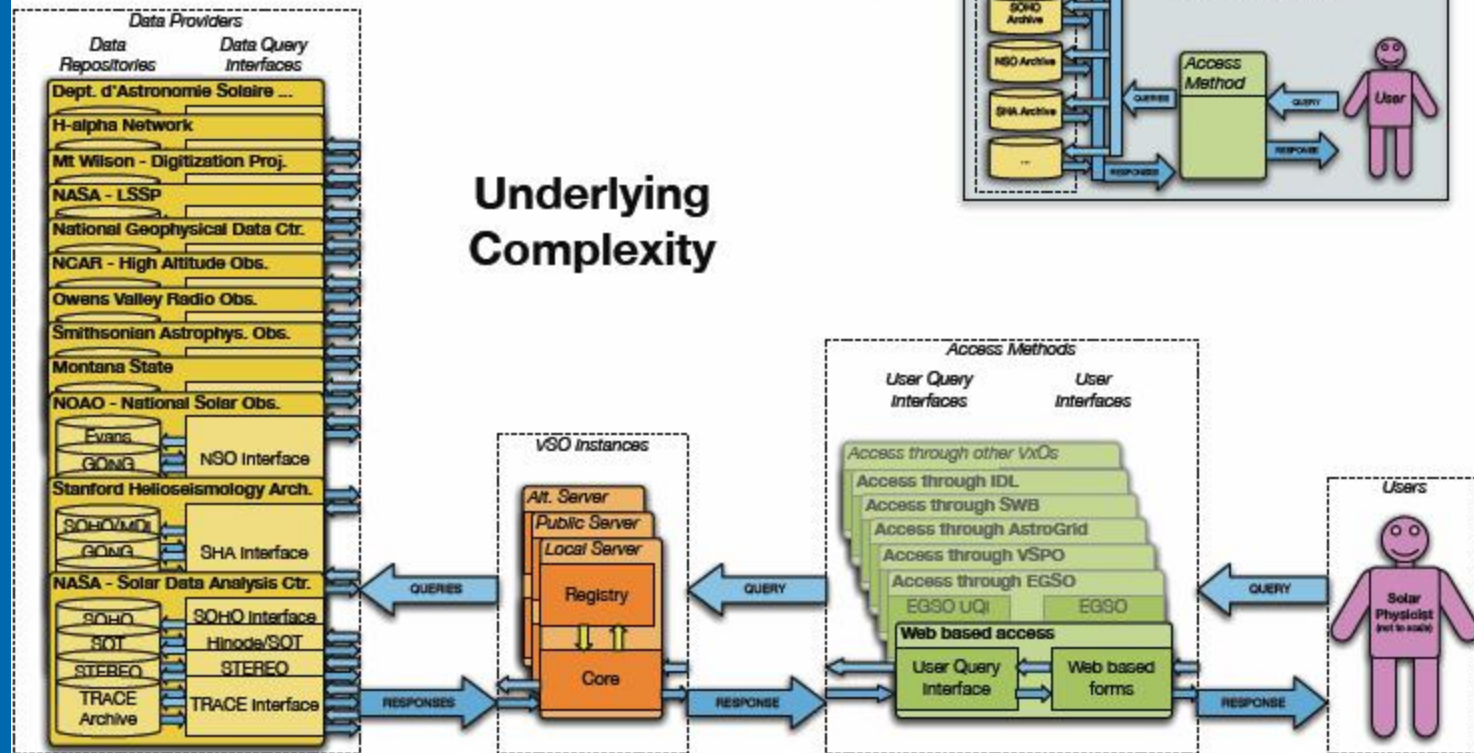 Data Providers
Data
Repositories
Data Query
Interfaces
Dept. d'Astronomie Solaire ...
H-alpha Network
Mt Wilson - Digitization Proj.
NASA - LSSP
National Geophysical Data Ctr.
NCAR - High Altitude Obs.
Owens Valley Radio Obs.
Smithsonian Astrophys. Obs.
Montana State
NOAO - National Solar Obs.
Evans
GONG
NSO Interface
Stanford Helioseismology Arch.
SOHO/MDI
GONG
SHA Interface
NASA - Solar Data Analysis Ctr.
SOHO
SOHO Interface
SOT
Hinode/SOT
STEREO
STEREO
TRACE
Archive
TRACE Interface
Underlying
Complexity
SOHO
Archive
NSO Archive
SHA Archive
...
QUERIES
RESPONSES
Access
Method
QUERY
RESPONSE
User
QUERIES
RESPONSES
VSO Instances
Alt. Server
Public Server
Local Server
Registry
Core
QUERY
RESPONSE
Access Methods
User Query
Interfaces
User
Interfaces
Access through other VxOs
Access through IDL
Access through SWB
Access through AstroGrid
Access through VSPO
Access through EGSO
EGSO UQI
EGSO
Web based access
User Query
Interface
Web based
forms
QUERY
RESPONSE
Users
Solar
Physicist
(not to scale)